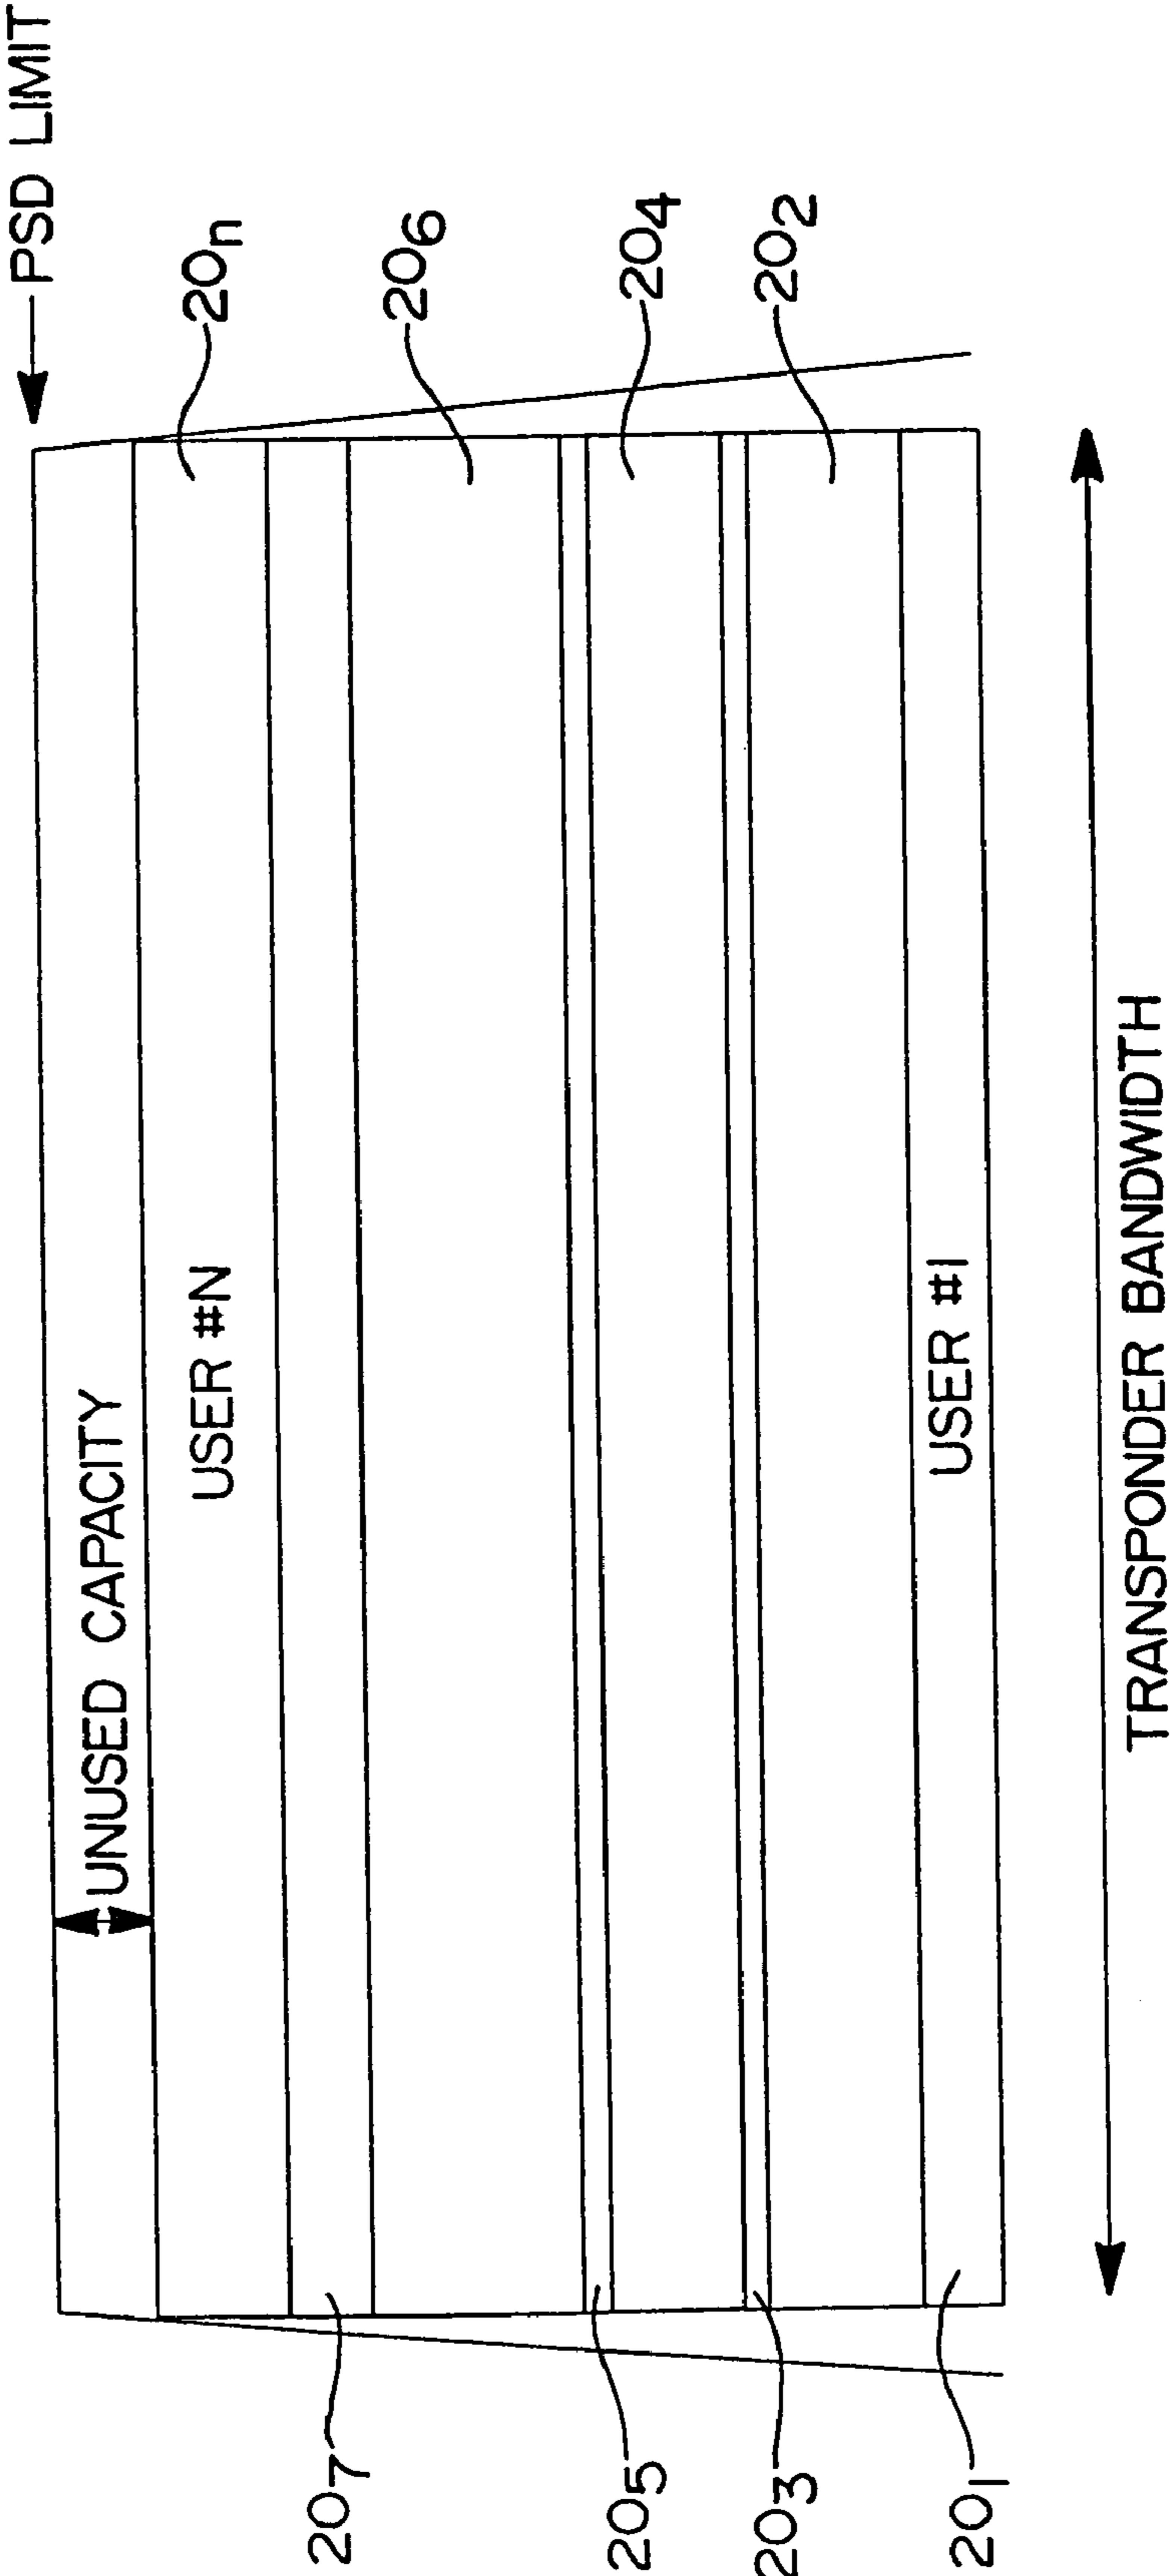 PSD LIMIT
UNUSED CAPACITY
USER #N
USER #1
20n
206
204
202
207
205
203
201
TRANSPONDER BANDWIDTH